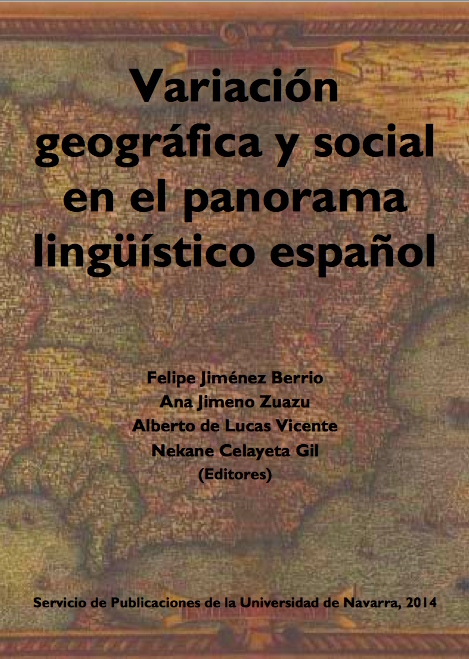 Variación
geográfica y social
en el panorama
lingüístico español
Felipe Jiménez Berrio
Ana Jimeno Zuazu
Alberto de Lucas Vicente
Nekane Celayeta Gil
(Editores)
Servicio de Publicaciones de la Universidad de Navarra, 2014